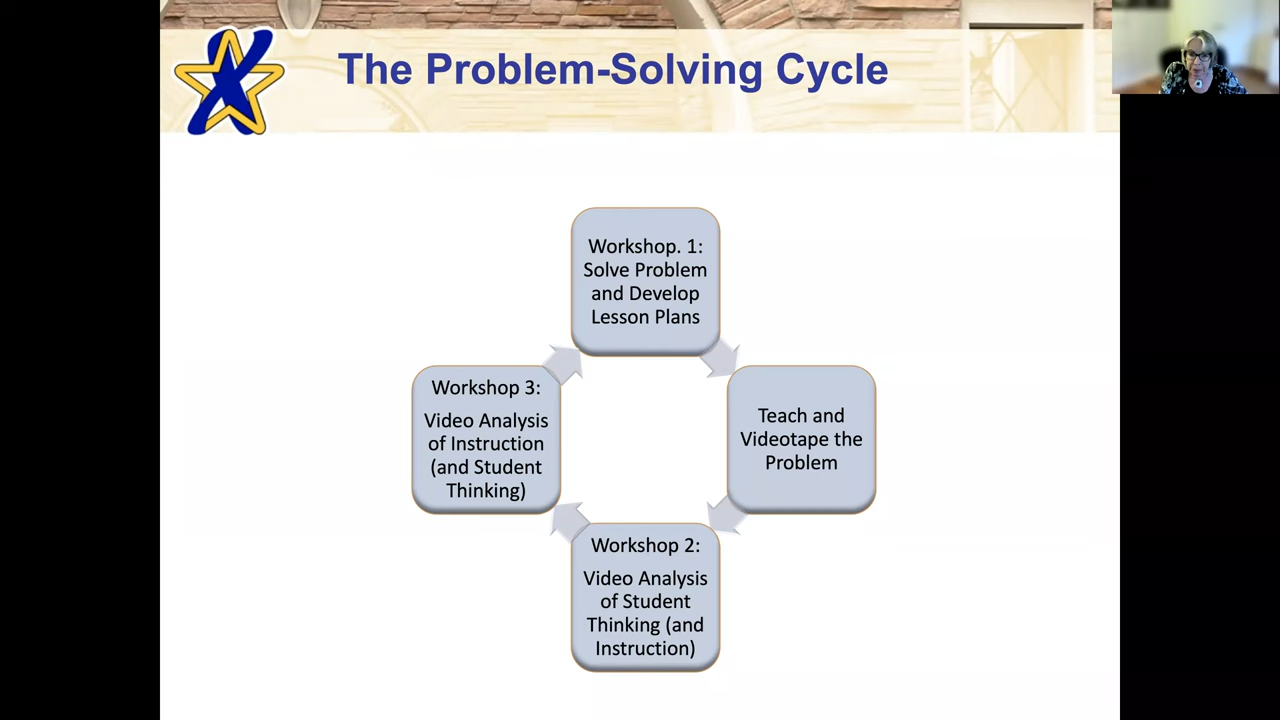 The Problem-Solving Cycle
Workshop. 1:
Solve Problem
and Develop
Lesson Plans
Teach and
Videotape the
Problem
Workshop 2:
Video Analysis
of Student
Thinking (and
Instruction)
Workshop 3:
Video Analysis
of Instruction
(and Student
Thinking)